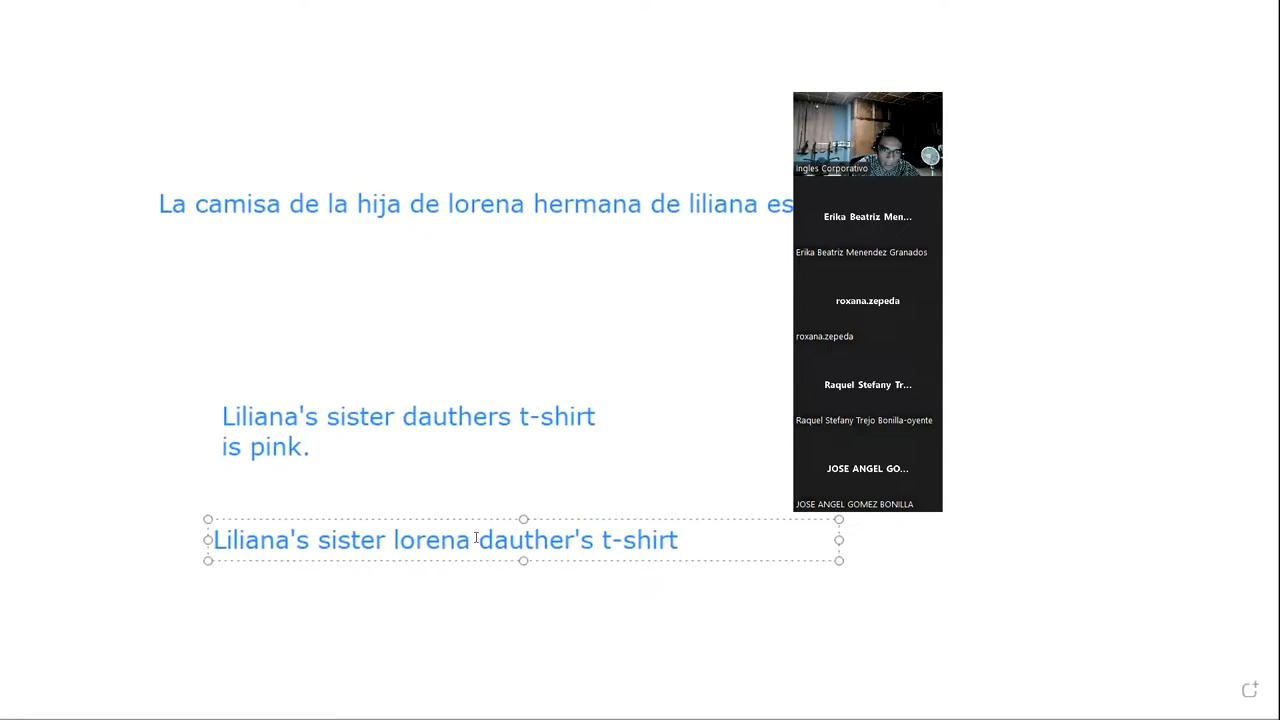 La camisa de la hija de lorena hermana de liliana es
Ingles Corporativo
Erika Beatriz Men...
Erika Beatriz Menendez Granados
roxana.zepeda
roxana.zepeda
Raquel Stefany Tr...
Raquel Stefany Trejo Bonilla-oyente
JOSE ANGEL GO...
JOSE ANGEL GOMEZ BONILLA
Liliana's sister dauthers t-shirt
is pink.
Liliana's sister lorena dauther's t-shirt